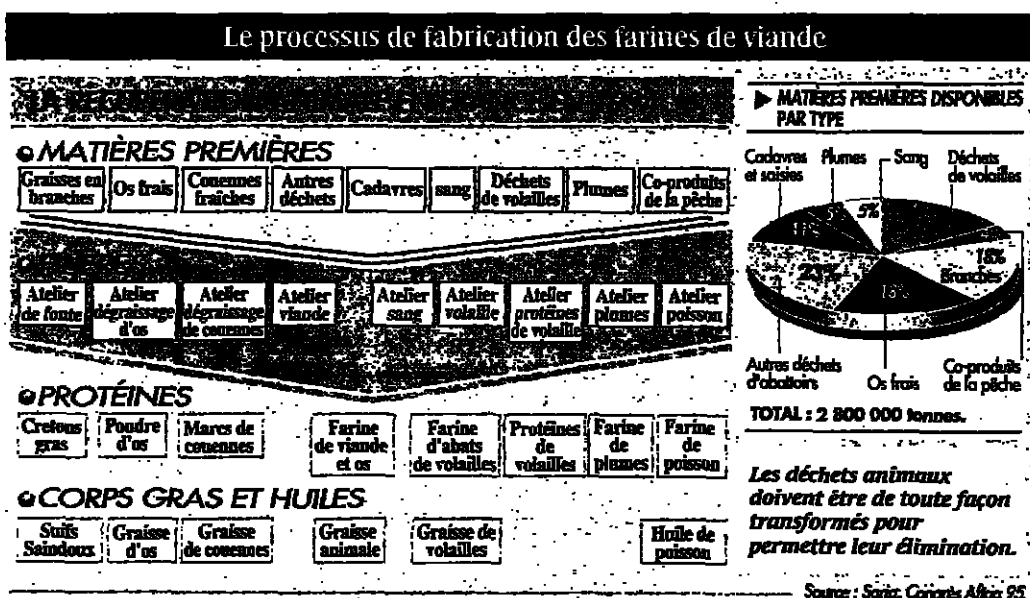 Le processus de fabrication des farines de viande
MATIÈRES PREMIÈRES
Graisses en
branches
Os frais
Couennes
fraîches
Autres
déchets
Cadavres
sang
Déchets
de volailles
Plumes
Co-produits
de la pêche
Atelier
de fonte
Atelier
dégraissage
d'os
Atelier
dégraissage
de couennes
Atelier
viande
Atelier
sang
Atelier
volaille
Atelier
protéines
de volaille
Atelier
plumes
Atelier
poisson
PROTÉINES
Cretons
gras
Poudre
d'os
Marcs de
couennes
Farine
de viande
et os
Farine
d'abats
de volailles
Protéines
de
volailles
Farine
de
plumes
Farine
de
poisson
CORPS GRAS ET HUILES
Suifs
Saindoux
Graisse
d'os
Graisse
de couennes
Graisse
animale
Graisse de
volailles
Huile de
poisson
MATIÈRES PREMIÈRES DISPONIBLES
PAR TYPE
Cadavres
et saisies
Plumes
Sang
Déchets
de volailles
5%
23%
Branches
Autres déchets
d'abattoirs
Os frais
Co-produits
de la pêche
TOTAL : 2 800 000 tonnes.
Les déchets animaux
doivent être de toute façon
transformés pour
permettre leur élimination.
Source : Congrès 95